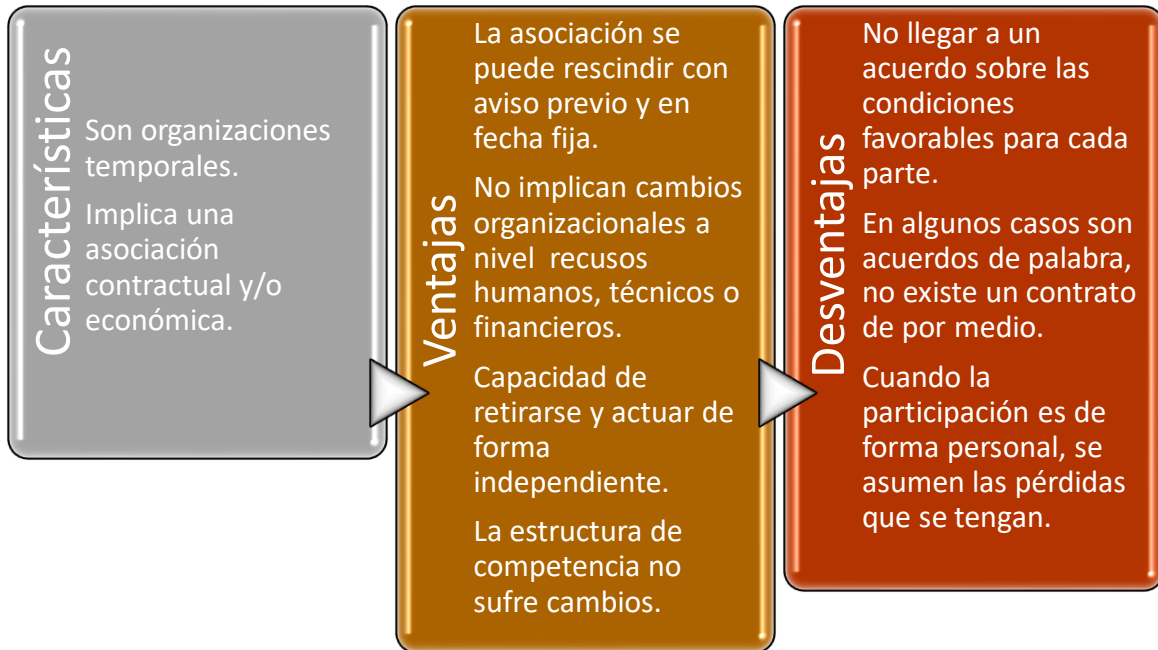 Características
Son organizaciones
temporales.
Implica una
asociación
contractual y/o
económica.
Ventajas
La asociación se
puede rescindir con
aviso previo y en
fecha fija.
No implican cambios
organizacionales a
nivel recusos
humanos, técnicos o
financieros.
Capacidad de
retirarse y actuar de
forma
independiente.
La estructura de
competencia no
sufre cambios.
Desventajas
No llegar a un
acuerdo sobre las
condiciones
favorables para cada
parte.
En algunos casos son
acuerdos de palabra,
no existe un contrato
de por medio.
Cuando la
participación es de
forma personal, se
asumen las pérdidas
que se tengan.